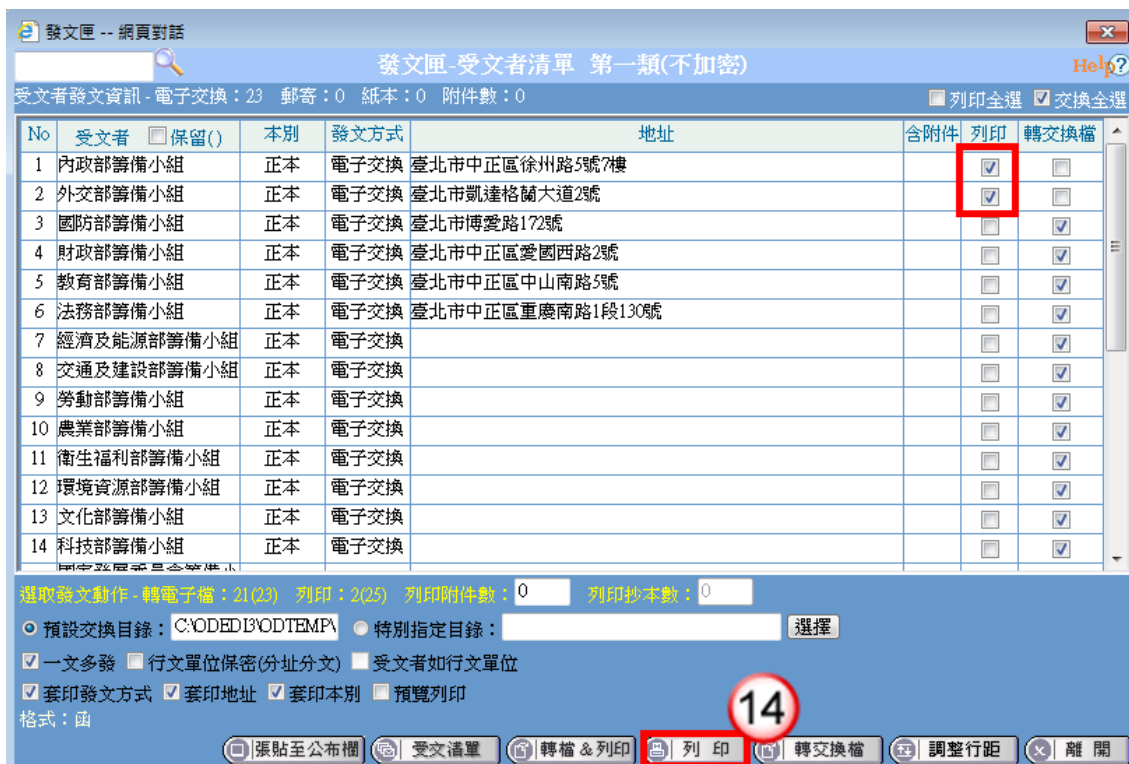 發文匣 -- 網頁對話
發文匣-受文者清單 第一類(不加密) Help?
受文者發文資訊 - 電子交換：23 郵寄：0 紙本：0 附件數：0 列印全選 交換全選
No 受文者 保留() 本別 發文方式 地址 含附件 列印 轉交換檔
1 內政部籌備小組 正本 電子交換 臺北市中正區徐州路5號7樓
2 外交部籌備小組 正本 電子交換 臺北市凱達格蘭大道2號
3 國防部籌備小組 正本 電子交換 臺北市博愛路172號
4 財政部籌備小組 正本 電子交換 臺北市中正區愛國西路2號
5 教育部籌備小組 正本 電子交換 臺北市中正區中山南路5號
6 法務部籌備小組 正本 電子交換 臺北市中正區重慶南路1段130號
7 經濟及能源部籌備小組 正本 電子交換
8 交通及建設部籌備小組 正本 電子交換
9 勞動部籌備小組 正本 電子交換
10 農業部籌備小組 正本 電子交換
11 衛生福利部籌備小組 正本 電子交換
12 環境資源部籌備小組 正本 電子交換
13 文化部籌備小組 正本 電子交換
14 科技部籌備小組 正本 電子交換
選取發文動作 - 轉電子檔：21(23) 列印：2(25) 列印附件數：0 列印抄本數：0
預設交換目錄：C:\ODEDI3\ODTEMP\ 特別指定目錄： 選擇
一文多發 行文單位保密(分址分文) 受文者如行文單位
套印發文方式 套印地址 套印本別 預覽列印
14
格式：函
張貼至公布欄 受文清單 轉檔 & 列印 列 印 轉交換檔 調整行距 離 開